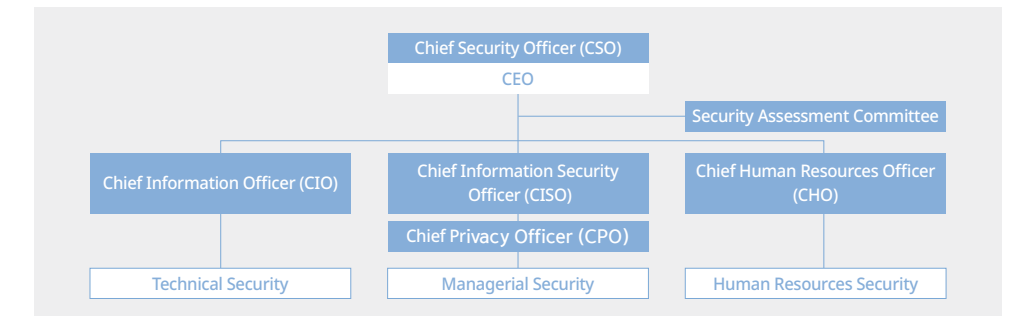 Chief Security Officer (CSO)
CEO
Security Assessment Committee
Chief Information Officer (CIO)
Chief Information Security
Officer (CISO)
Chief Human Resources Officer
(CHO)
Chief Privacy Officer (CPO)
Technical Security
Managerial Security
Human Resources Security